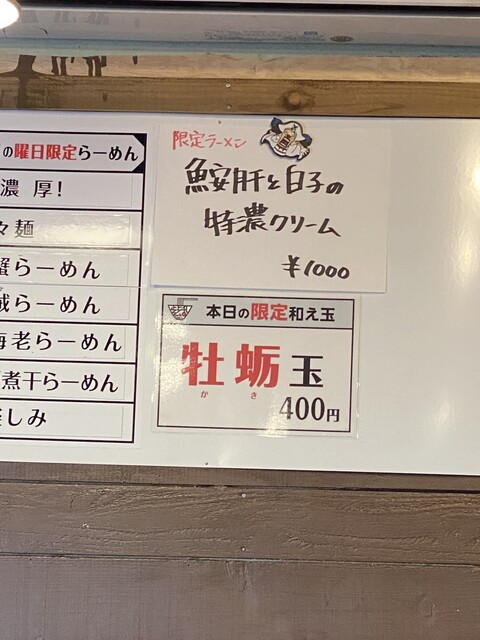 の曜日限定らーめん
濃厚!
々麺
蟹らーめん
らーめん
海老らーめん
煮干らーめん
しみ
限定ラーメン
鮟肝と白子の
特濃クリーム
¥1000
本日の限定和え玉
牡蛎玉
かき
400円